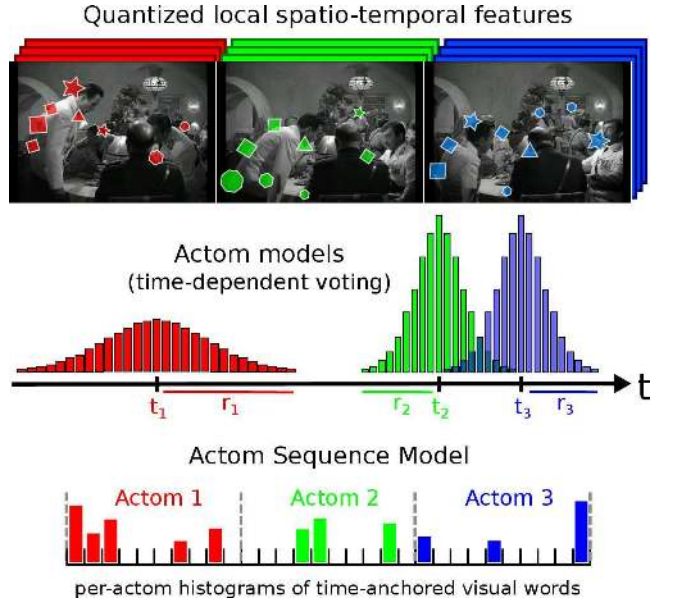 Quantized local spatio-temporal features
Actom models
(time-dependent voting)
t
t1 r1 r2 t2 t3 r3
Actom Sequence Model
Actom 1 Actom 2 Actom 3
per-actom histograms of time-anchored visual words